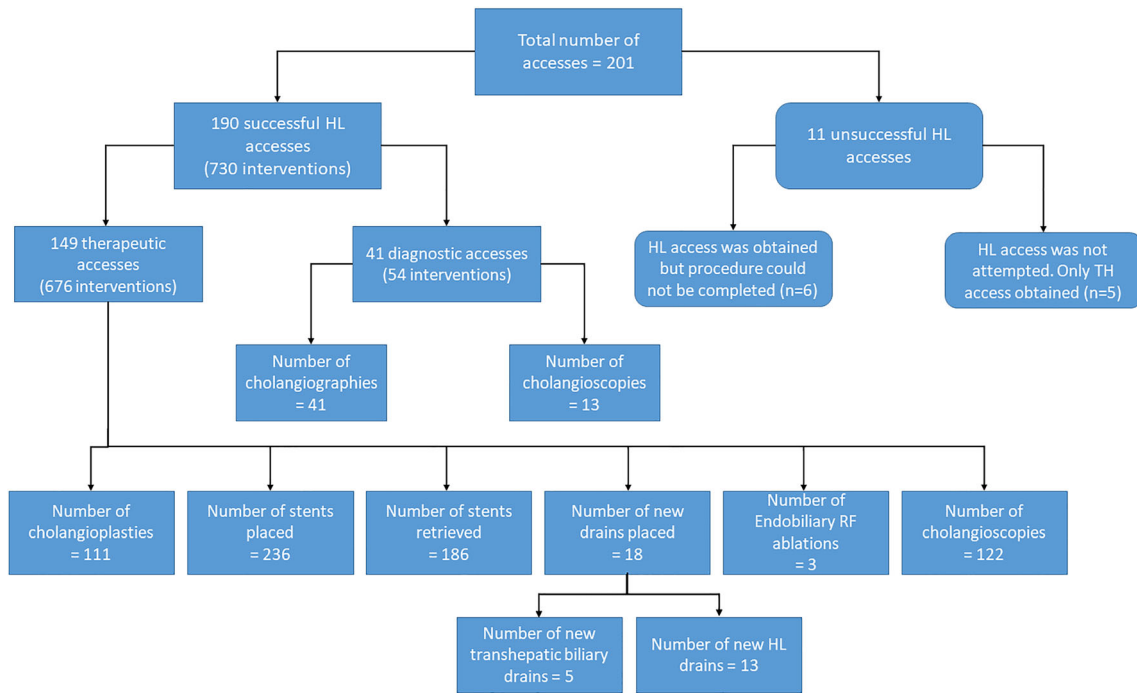 Total number of
accesses = 201
190 successful HL
accesses
(730 interventions)
11 unsuccessful HL
accesses
149 therapeutic
accesses
(676 interventions)
41 diagnostic accesses
(54 interventions)
HL access was obtained
but procedure could
not be completed (n=6)
HL access was not
attempted. Only TH
access obtained (n=5)
Number of
cholangiographies
= 41
Number of
cholangioscopies
= 13
Number of
cholangioplasties
= 111
Number of stents
placed
= 236
Number of stents
retrieved
= 186
Number of new
drains placed
= 18
Number of
Endobiliary RF
ablations
= 3
Number of
cholangioscopies
= 122
Number of new
transhepatic biliary
drains = 5
Number of new HL
drains = 13